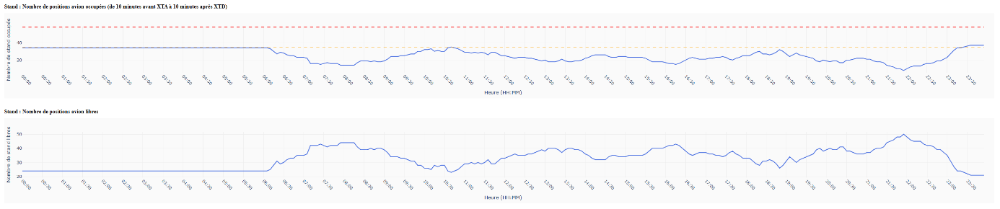 Stand : Nombre de positions avion occupées (de 10 minutes avant XTA à 10 minutes après XTD)
Nombre de stand occupés
40
20
00:00 00:30 01:00 01:30 02:00 02:30 03:00 03:30 04:00 04:30 05:00 05:30 06:00 06:30 07:00 07:30 08:00 08:30 09:00 09:30 10:00 10:30 11:00 11:30 12:00 12:30 13:00 13:30 14:00 14:30 15:00 15:30 16:00 16:30 17:00 17:30 18:00 18:30 19:00 19:30 20:00 20:30 21:00 21:30 22:00 22:30 23:00 23:30
Heure (HH:MM)
Stand : Nombre de positions avion libres
Nombre de stand libres
50
40
30
20
00:00 00:30 01:00 01:30 02:00 02:30 03:00 03:30 04:00 04:30 05:00 05:30 06:00 06:30 07:00 07:30 08:00 08:30 09:00 09:30 10:00 10:30 11:00 11:30 12:00 12:30 13:00 13:30 14:00 14:30 15:00 15:30 16:00 16:30 17:00 17:30 18:00 18:30 19:00 19:30 20:00 20:30 21:00 21:30 22:00 22:30 23:00 23:30
Heure (HH:MM)